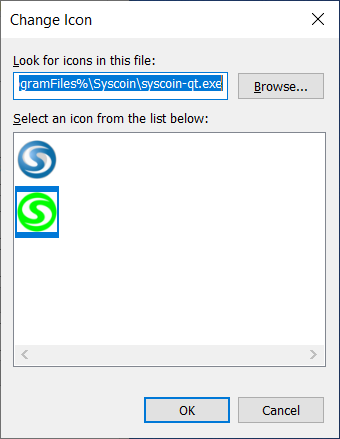 Change Icon
Look for icons in this file:
gramFiles%\Syscoin\syscoin-qt.exe
Browse...
Select an icon from the list below:
OK
Cancel